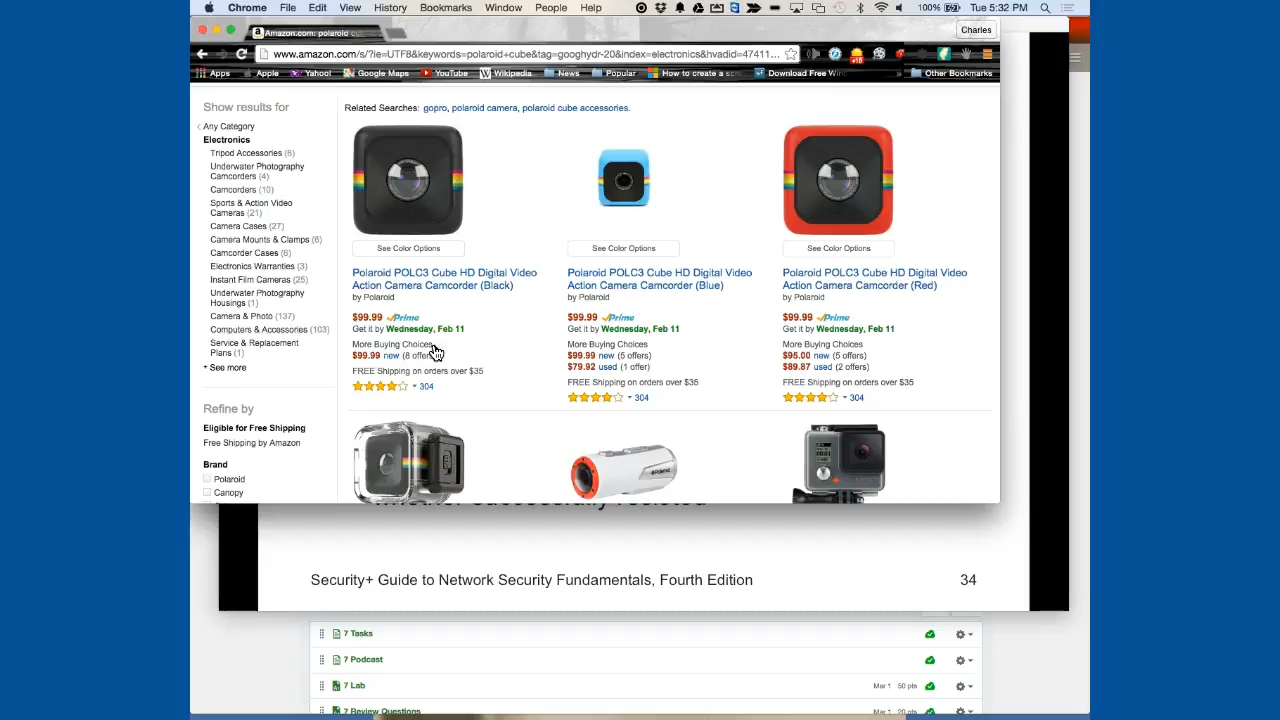 Chrome File Edit View History Bookmarks Window People Help 100% Tue 5:32 PM
Amazon.com: polaroid cu
Charles
www.amazon.com/s/?ie=UTF8&keywords=polaroid+cube&tag=googhydr-20&index=electronics&hvadid=47411...
Apps Apple Yahoo! Google Maps YouTube Wikipedia News Popular How to create a sc Download Free Win » Other Bookmarks
Show results for
Any Category
Electronics
Tripod Accessories (8)
Underwater Photography
Camcorders (4)
Camcorders (10)
Sports & Action Video
Cameras (21)
Camera Cases (27)
Camera Mounts & Clamps (6)
Camcorder Cases (6)
Electronics Warranties (3)
Instant Film Cameras (25)
Underwater Photography
Housings (1)
Camera & Photo (137)
Computers & Accessories (103)
Service & Replacement
Plans (1)
+ See more
Refine by
Eligible for Free Shipping
Free Shipping by Amazon
Brand
Polaroid
Canopy
Related Searches: gopro, polaroid camera, polaroid cube accessories.
See Color Options
Polaroid POLC3 Cube HD Digital Video
Action Camera Camcorder (Black)
by Polaroid
$99.99 Prime
Get it by Wednesday, Feb 11
More Buying Choices
$99.99 new (8 offers)
FREE Shipping on orders over $35
304
See Color Options
Polaroid POLC3 Cube HD Digital Video
Action Camera Camcorder (Blue)
by Polaroid
$99.99 Prime
Get it by Wednesday, Feb 11
More Buying Choices
$99.99 new (5 offers)
$79.92 used (1 offer)
FREE Shipping on orders over $35
304
See Color Options
Polaroid POLC3 Cube HD Digital Video
Action Camera Camcorder (Red)
by Polaroid
$99.99 Prime
Get it by Wednesday, Feb 11
More Buying Choices
$95.00 new (5 offers)
$89.87 used (2 offers)
FREE Shipping on orders over $35
304
whether successfully resisted
Security+ Guide to Network Security Fundamentals, Fourth Edition 34
7 Tasks
7 Podcast
7 Lab Mar 1 50 pts
7 Review Questions Mar 1 20 pts